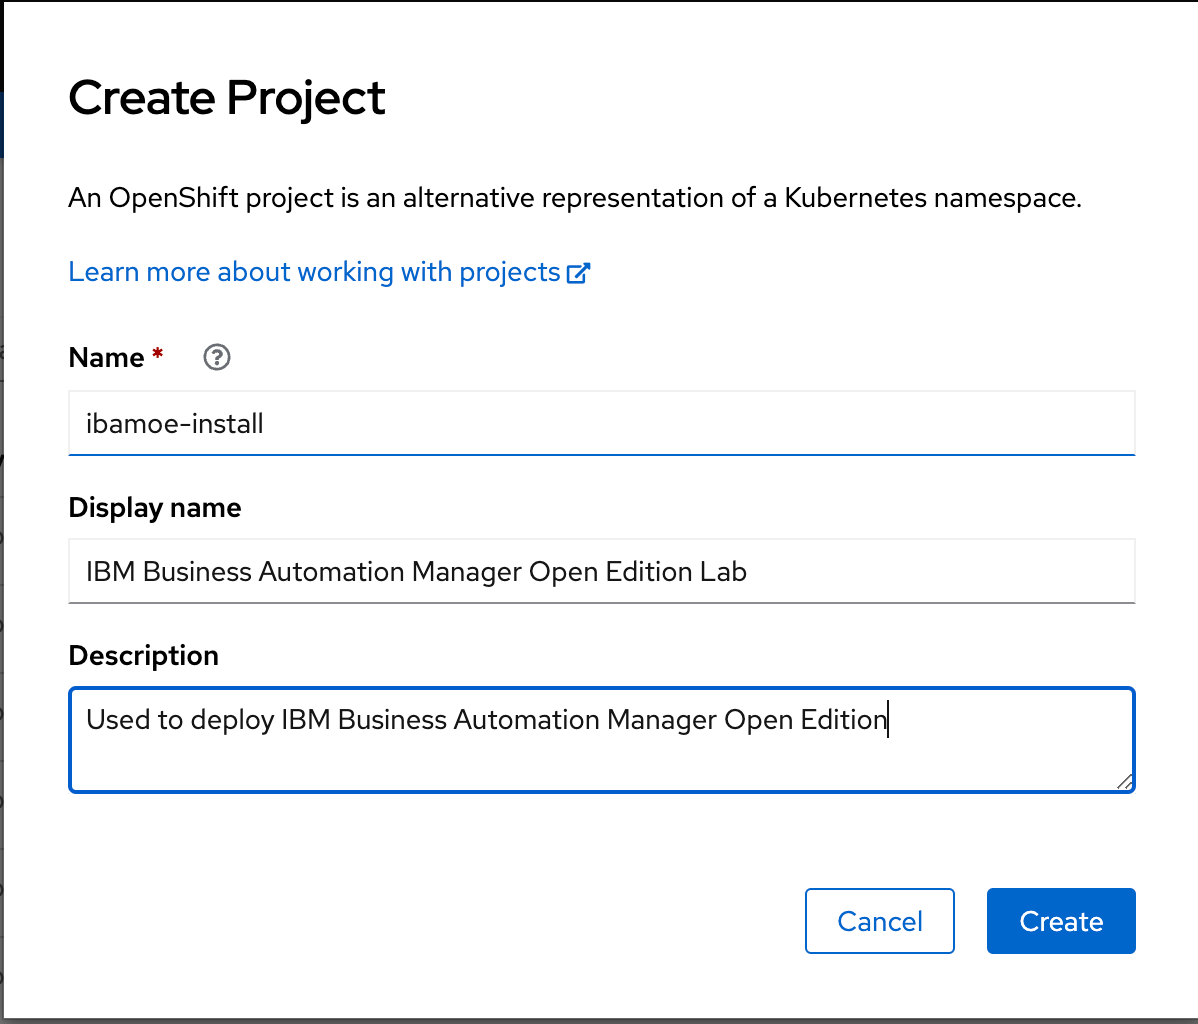 Create Project
An OpenShift project is an alternative representation of a Kubernetes namespace.
Learn more about working with projects
Name *
ibamoe-install
Display name
IBM Business Automation Manager Open Edition Lab
Description
Used to deploy IBM Business Automation Manager Open Edition
Cancel
Create